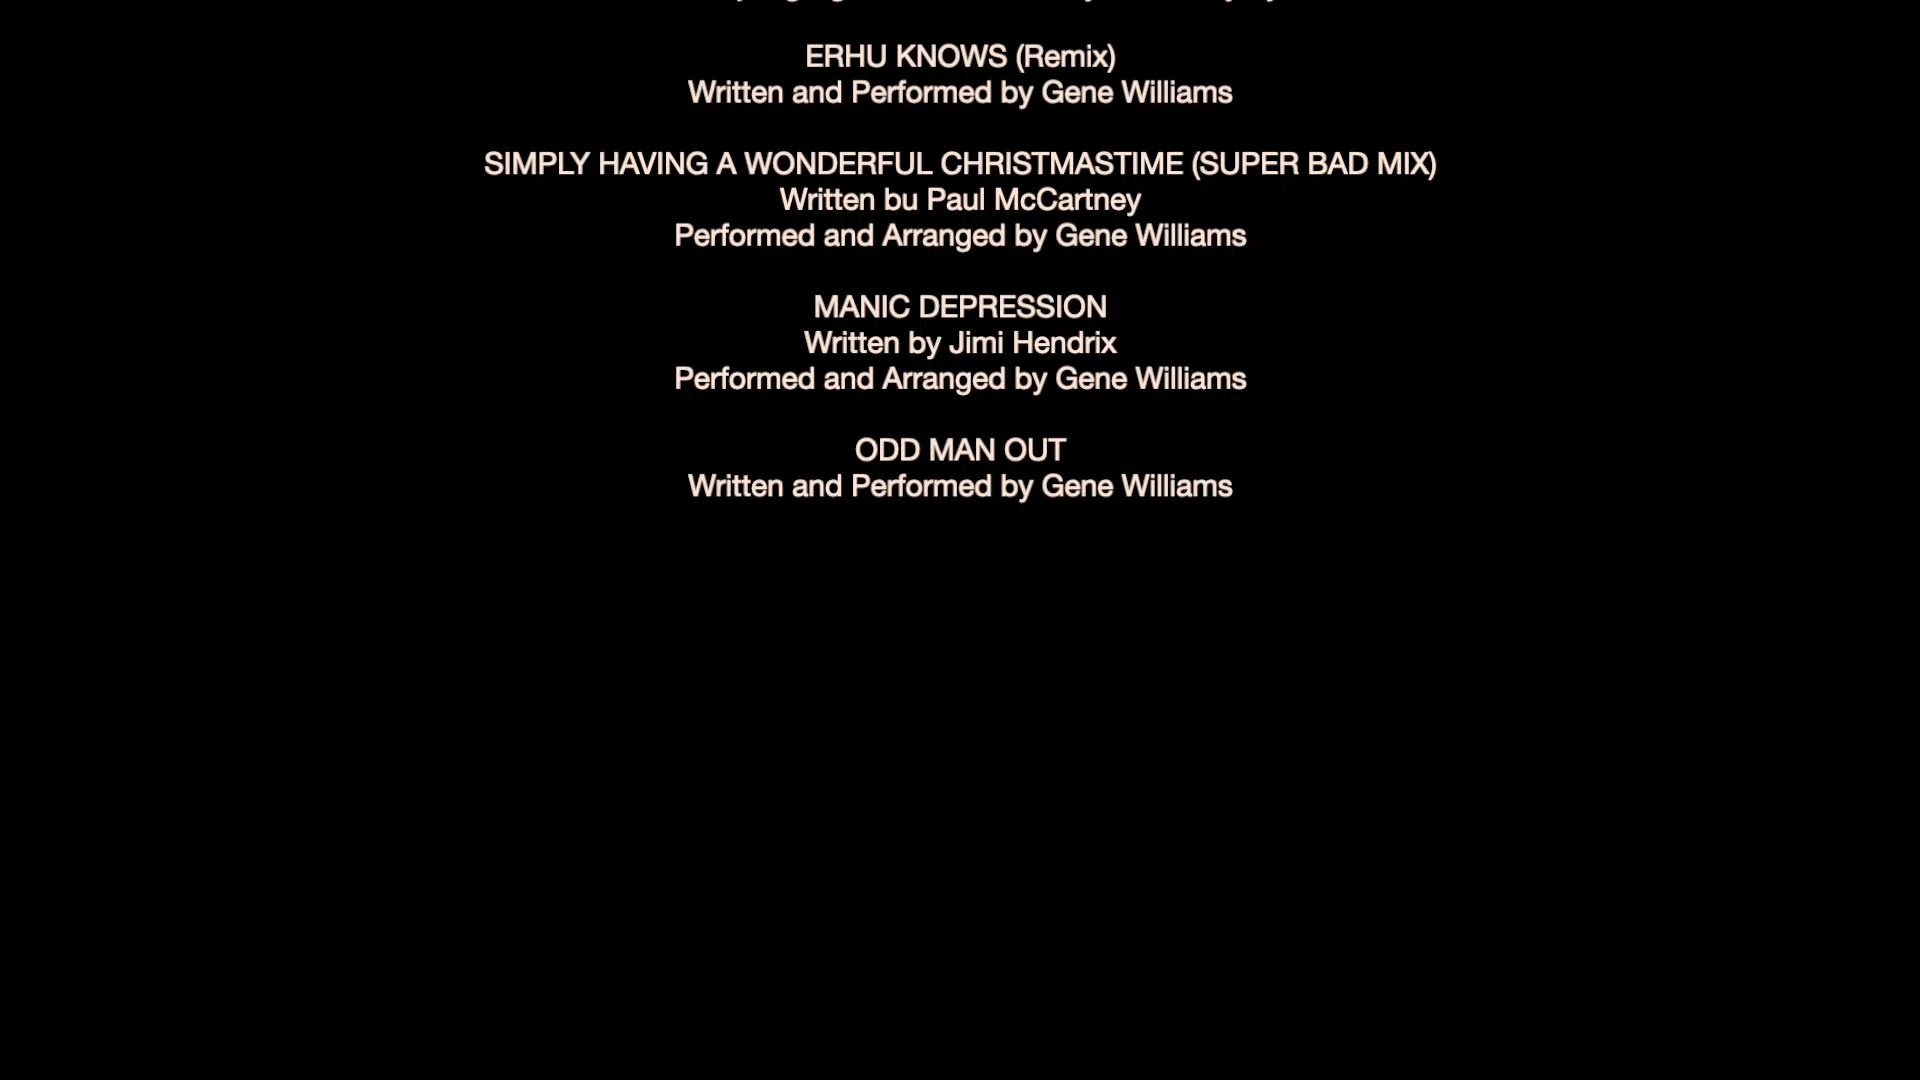 ERHU KNOWS (Remix)
Written and Performed by Gene Williams
SIMPLY HAVING A WONDERFUL CHRISTMASTIME (SUPER BAD MIX)
Written bu Paul McCartney
Performed and Arranged by Gene Williams
MANIC DEPRESSION
Written by Jimi Hendrix
Performed and Arranged by Gene Williams
ODD MAN OUT
Written and Performed by Gene Williams